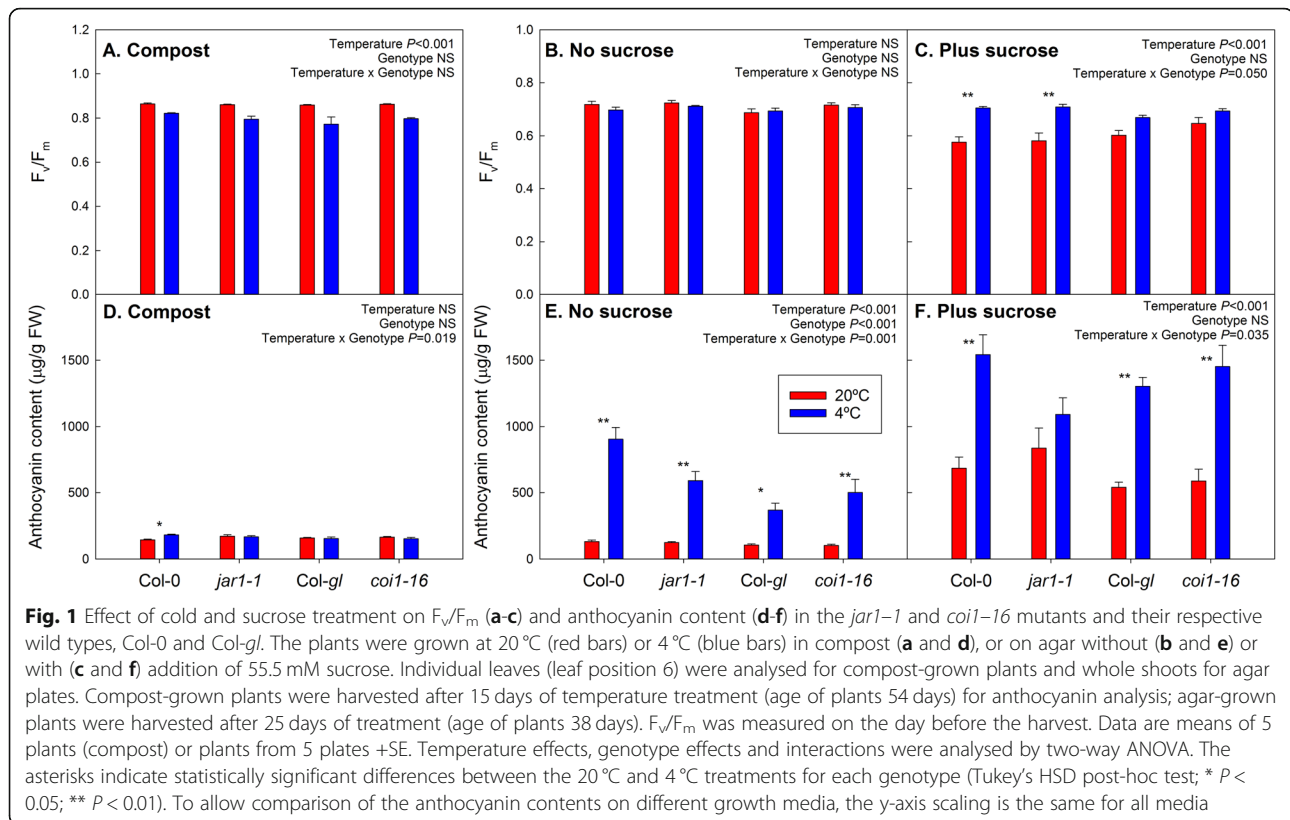 A. Compost
Temperature P<0.001
Genotype NS
Temperature x Genotype NS
1.2
1.0
0.8
0.6
0.4
0.2
0.0
Fv/Fm
B. No sucrose
Temperature NS
Genotype NS
Temperature x Genotype NS
1.0
0.8
0.6
0.4
0.2
0.0
Fv/Fm
C. Plus sucrose
Temperature P<0.001
Genotype NS
Temperature x Genotype P=0.050
** **
D. Compost
Temperature NS
Genotype NS
Temperature x Genotype P=0.019
1500
1000
500
0
Anthocyanin content (µg/g FW)
*
Col-0 jar1-1 Col-gl coi1-16
E. No sucrose
Temperature P<0.001
Genotype P<0.001
Temperature x Genotype P=0.001
1500
1000
500
0
Anthocyanin content (µg/g FW)
20ºC
4ºC
** ** * **
Col-0 jar1-1 Col-gl coi1-16
F. Plus sucrose
Temperature P<0.001
Genotype NS
Temperature x Genotype P=0.035
** ** **
Col-0 jar1-1 Col-gl coi1-16
Fig. 1 Effect of cold and sucrose treatment on Fv/Fm (a-c) and anthocyanin content (d-f) in the jar1–1 and coi1–16 mutants and their respective
wild types, Col-0 and Col-gl. The plants were grown at 20 °C (red bars) or 4 °C (blue bars) in compost (a and d), or on agar without (b and e) or
with (c and f) addition of 55.5 mM sucrose. Individual leaves (leaf position 6) were analysed for compost-grown plants and whole shoots for agar
plates. Compost-grown plants were harvested after 15 days of temperature treatment (age of plants 54 days) for anthocyanin analysis; agar-grown
plants were harvested after 25 days of treatment (age of plants 38 days). Fv/Fm was measured on the day before the harvest. Data are means of 5
plants (compost) or plants from 5 plates +SE. Temperature effects, genotype effects and interactions were analysed by two-way ANOVA. The
asterisks indicate statistically significant differences between the 20 °C and 4 °C treatments for each genotype (Tukey's HSD post-hoc test; * P <
0.05; ** P < 0.01). To allow comparison of the anthocyanin contents on different growth media, the y-axis scaling is the same for all media